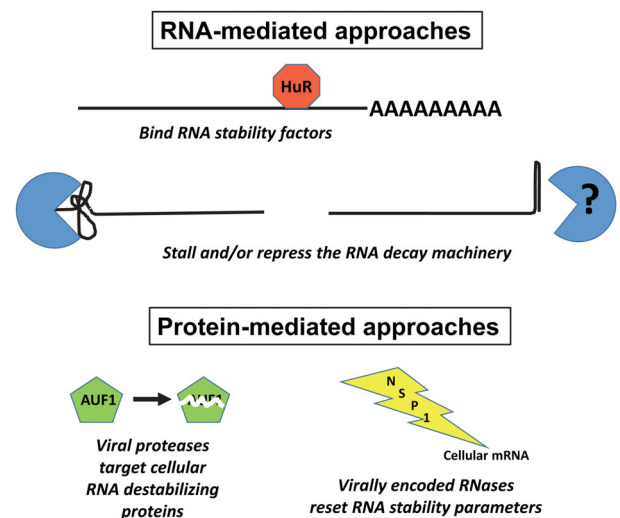 RNA-mediated approaches
HuR
AAAAAAAAA
Bind RNA stability factors
?
Stall and/or repress the RNA decay machinery
Protein-mediated approaches
AUF1
AUF1
Viral proteases
target cellular
RNA destabilizing
proteins
N
S
P
1
Cellular mRNA
Virally encoded RNases
reset RNA stability parameters